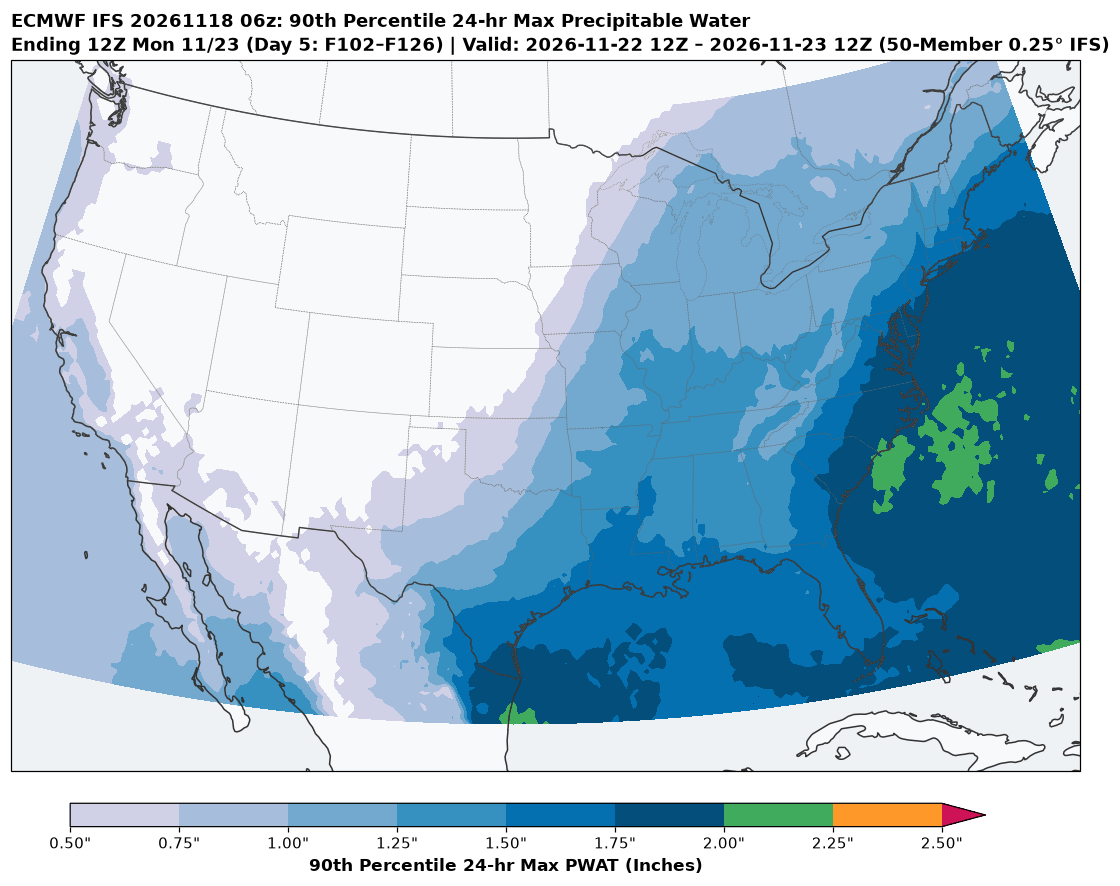 ECMWF IFS 20261118 06z: 90th Percentile 24-hr Max Precipitable Water
Ending 12Z Mon 11/23 (Day 5: F102–F126) | Valid: 2026-11-22 12Z – 2026-11-23 12Z (50-Member 0.25° IFS)
0.50" 0.75" 1.00" 1.25" 1.50" 1.75" 2.00" 2.25" 2.50"
90th Percentile 24-hr Max PWAT (Inches)